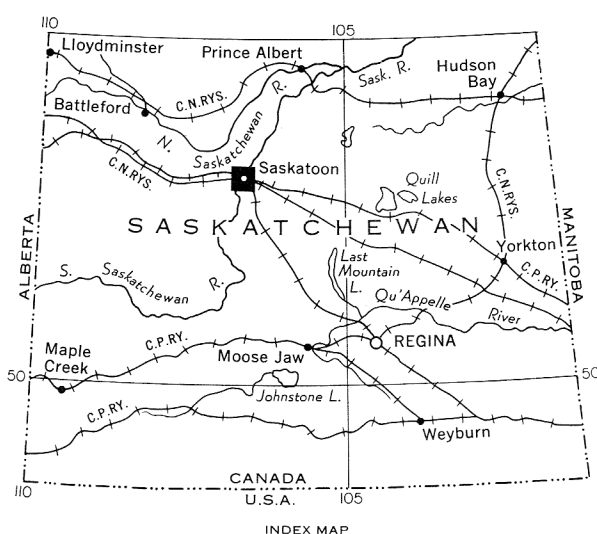 110
105
Lloydminster
Prince Albert
Sask. R.
Hudson
Bay
C.N.RYS.
R.
Battleford
N.
Saskatchewan
C.N.RYS.
Saskatoon
Quill
Lakes
C.N.RYS.
SASKATCHEWAN
ALBERTA
MANITOBA
Yorkton
C.P.RY.
Last
Mountain
L.
S. Saskatchewan R.
Qu'Appelle
River
REGINA
C.P.RY.
Moose Jaw
Maple
Creek
50
50
Johnstone L.
C.P.RY.
Weyburn
CANADA
U.S.A.
110
105
INDEX MAP